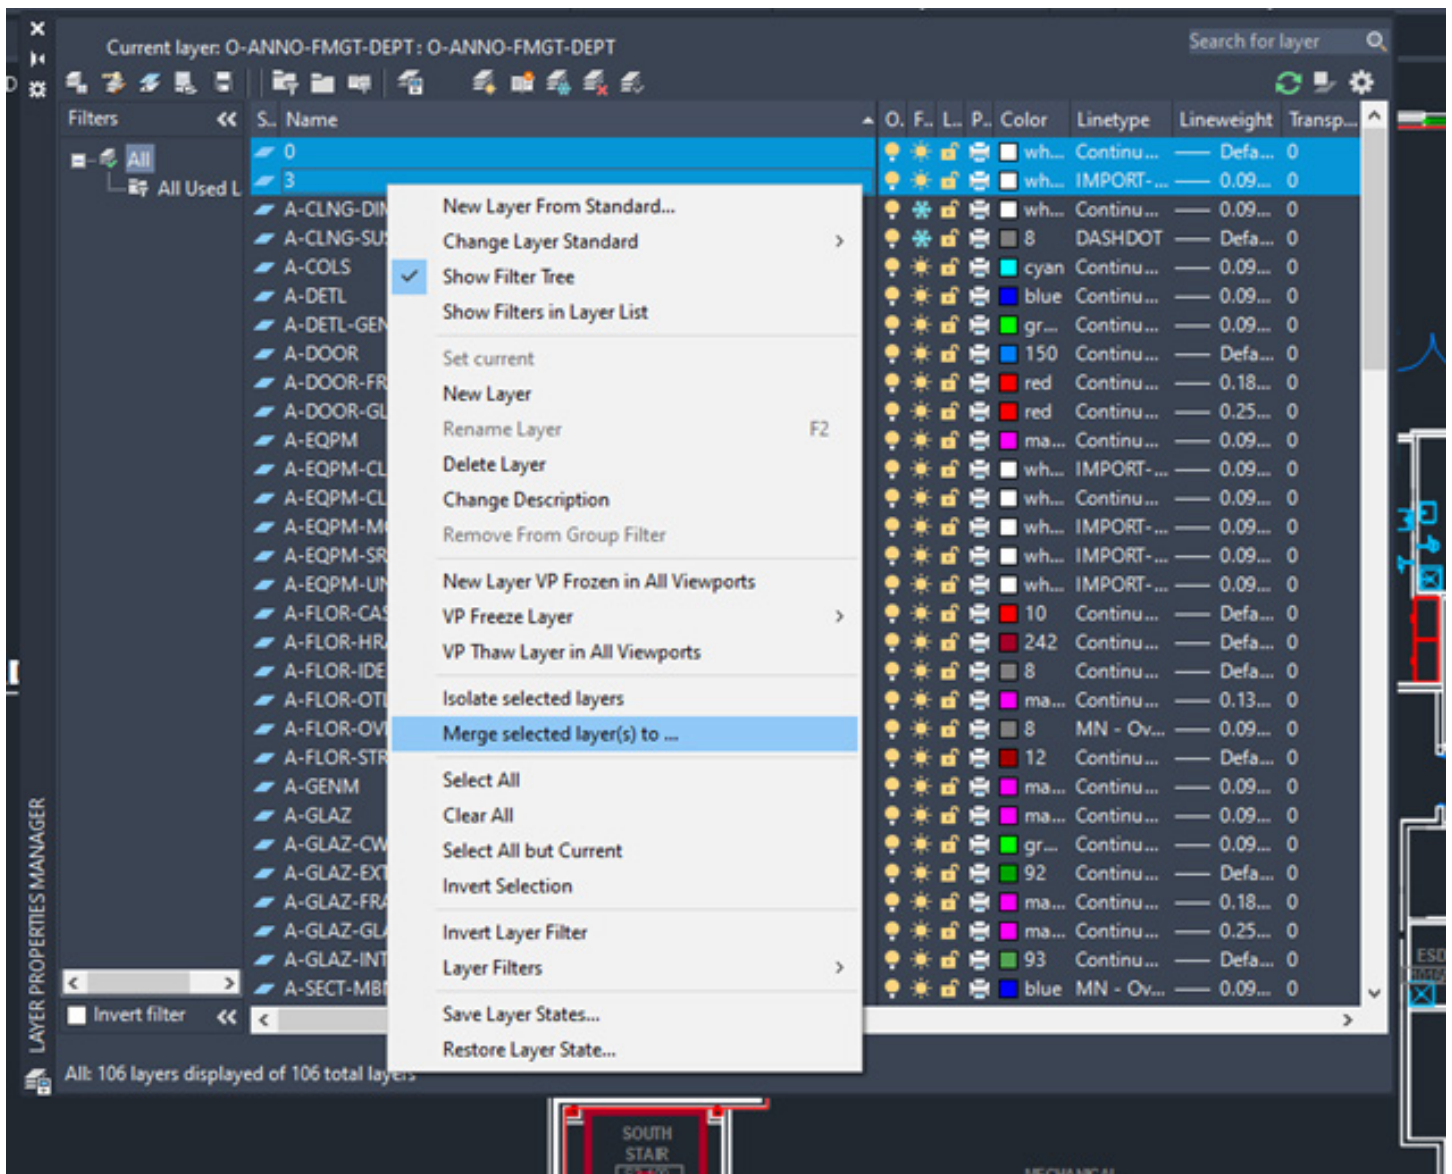 Current layer: O-ANNO-FMGT-DEPT : O-ANNO-FMGT-DEPT
Search for layer
Filters
S.. Name O. F.. L.. P.. Color Linetype Lineweight Transp...
All
All Used L
0 wh... Continu... Defa... 0
3 wh... IMPORT-... 0.09... 0
A-CLNG-DIM wh... Continu... 0.09... 0
A-CLNG-SUS 8 DASHDOT Defa... 0
A-COLS cyan Continu... 0.09... 0
A-DETL blue Continu... 0.09... 0
A-DETL-GEN gr... Continu... 0.09... 0
A-DOOR 150 Continu... Defa... 0
A-DOOR-FR red Continu... 0.18... 0
A-DOOR-GL red Continu... 0.25... 0
A-EQPM ma... Continu... 0.09... 0
A-EQPM-CL wh... IMPORT-... 0.09... 0
A-EQPM-CL wh... Continu... 0.09... 0
A-EQPM-MO wh... IMPORT-... 0.09... 0
A-EQPM-SR wh... IMPORT-... 0.09... 0
A-EQPM-UN wh... IMPORT-... 0.09... 0
A-FLOR-CAS 10 Continu... Defa... 0
A-FLOR-HRA 242 Continu... Defa... 0
A-FLOR-IDE 8 Continu... Defa... 0
A-FLOR-OTL ma... Continu... 0.13... 0
A-FLOR-OV 8 MN - Ov... 0.09... 0
A-FLOR-STR 12 Continu... Defa... 0
A-GENM ma... Continu... 0.09... 0
A-GLAZ ma... Continu... 0.09... 0
A-GLAZ-CW gr... Continu... 0.09... 0
A-GLAZ-EXT 92 Continu... Defa... 0
A-GLAZ-FRA ma... Continu... 0.18... 0
A-GLAZ-GLA ma... Continu... 0.25... 0
A-GLAZ-INT 93 Continu... Defa... 0
A-SECT-MB blue MN - Ov... 0.09... 0
New Layer From Standard...
Change Layer Standard
Show Filter Tree
Show Filters in Layer List
Set current
New Layer
Rename Layer F2
Delete Layer
Change Description
Remove From Group Filter
New Layer VP Frozen in All Viewports
VP Freeze Layer
VP Thaw Layer in All Viewports
Isolate selected layers
Merge selected layer(s) to ...
Select All
Clear All
Select All but Current
Invert Selection
Invert Layer Filter
Layer Filters
Save Layer States...
Restore Layer State...
Invert filter
All: 106 layers displayed of 106 total layers
LAYER PROPERTIES MANAGER
ESD
SOUTH
STAIR
MECHANICAL